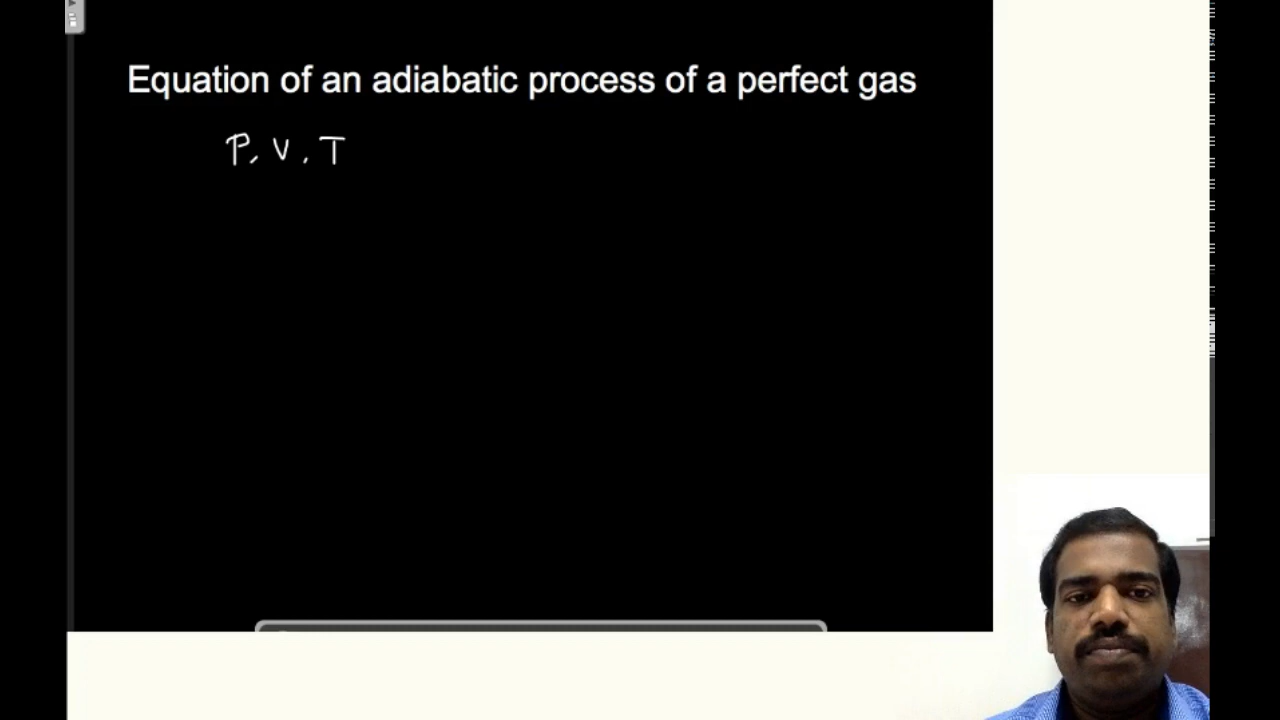 Equation of an adiabatic process of a perfect gas
P, V, T